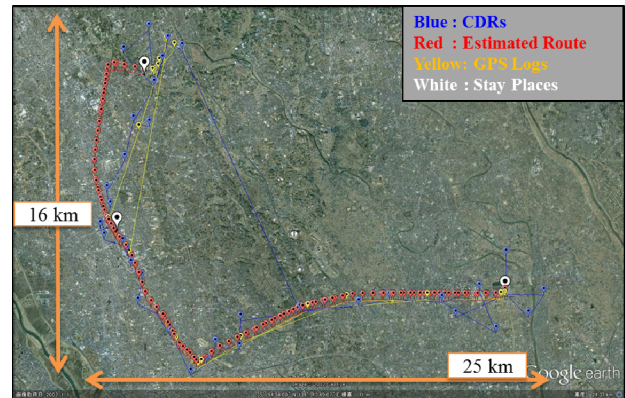 Blue : CDRs
Red : Estimated Route
Yellow: GPS Logs
White : Stay Places
16 km
25 km
Google earth